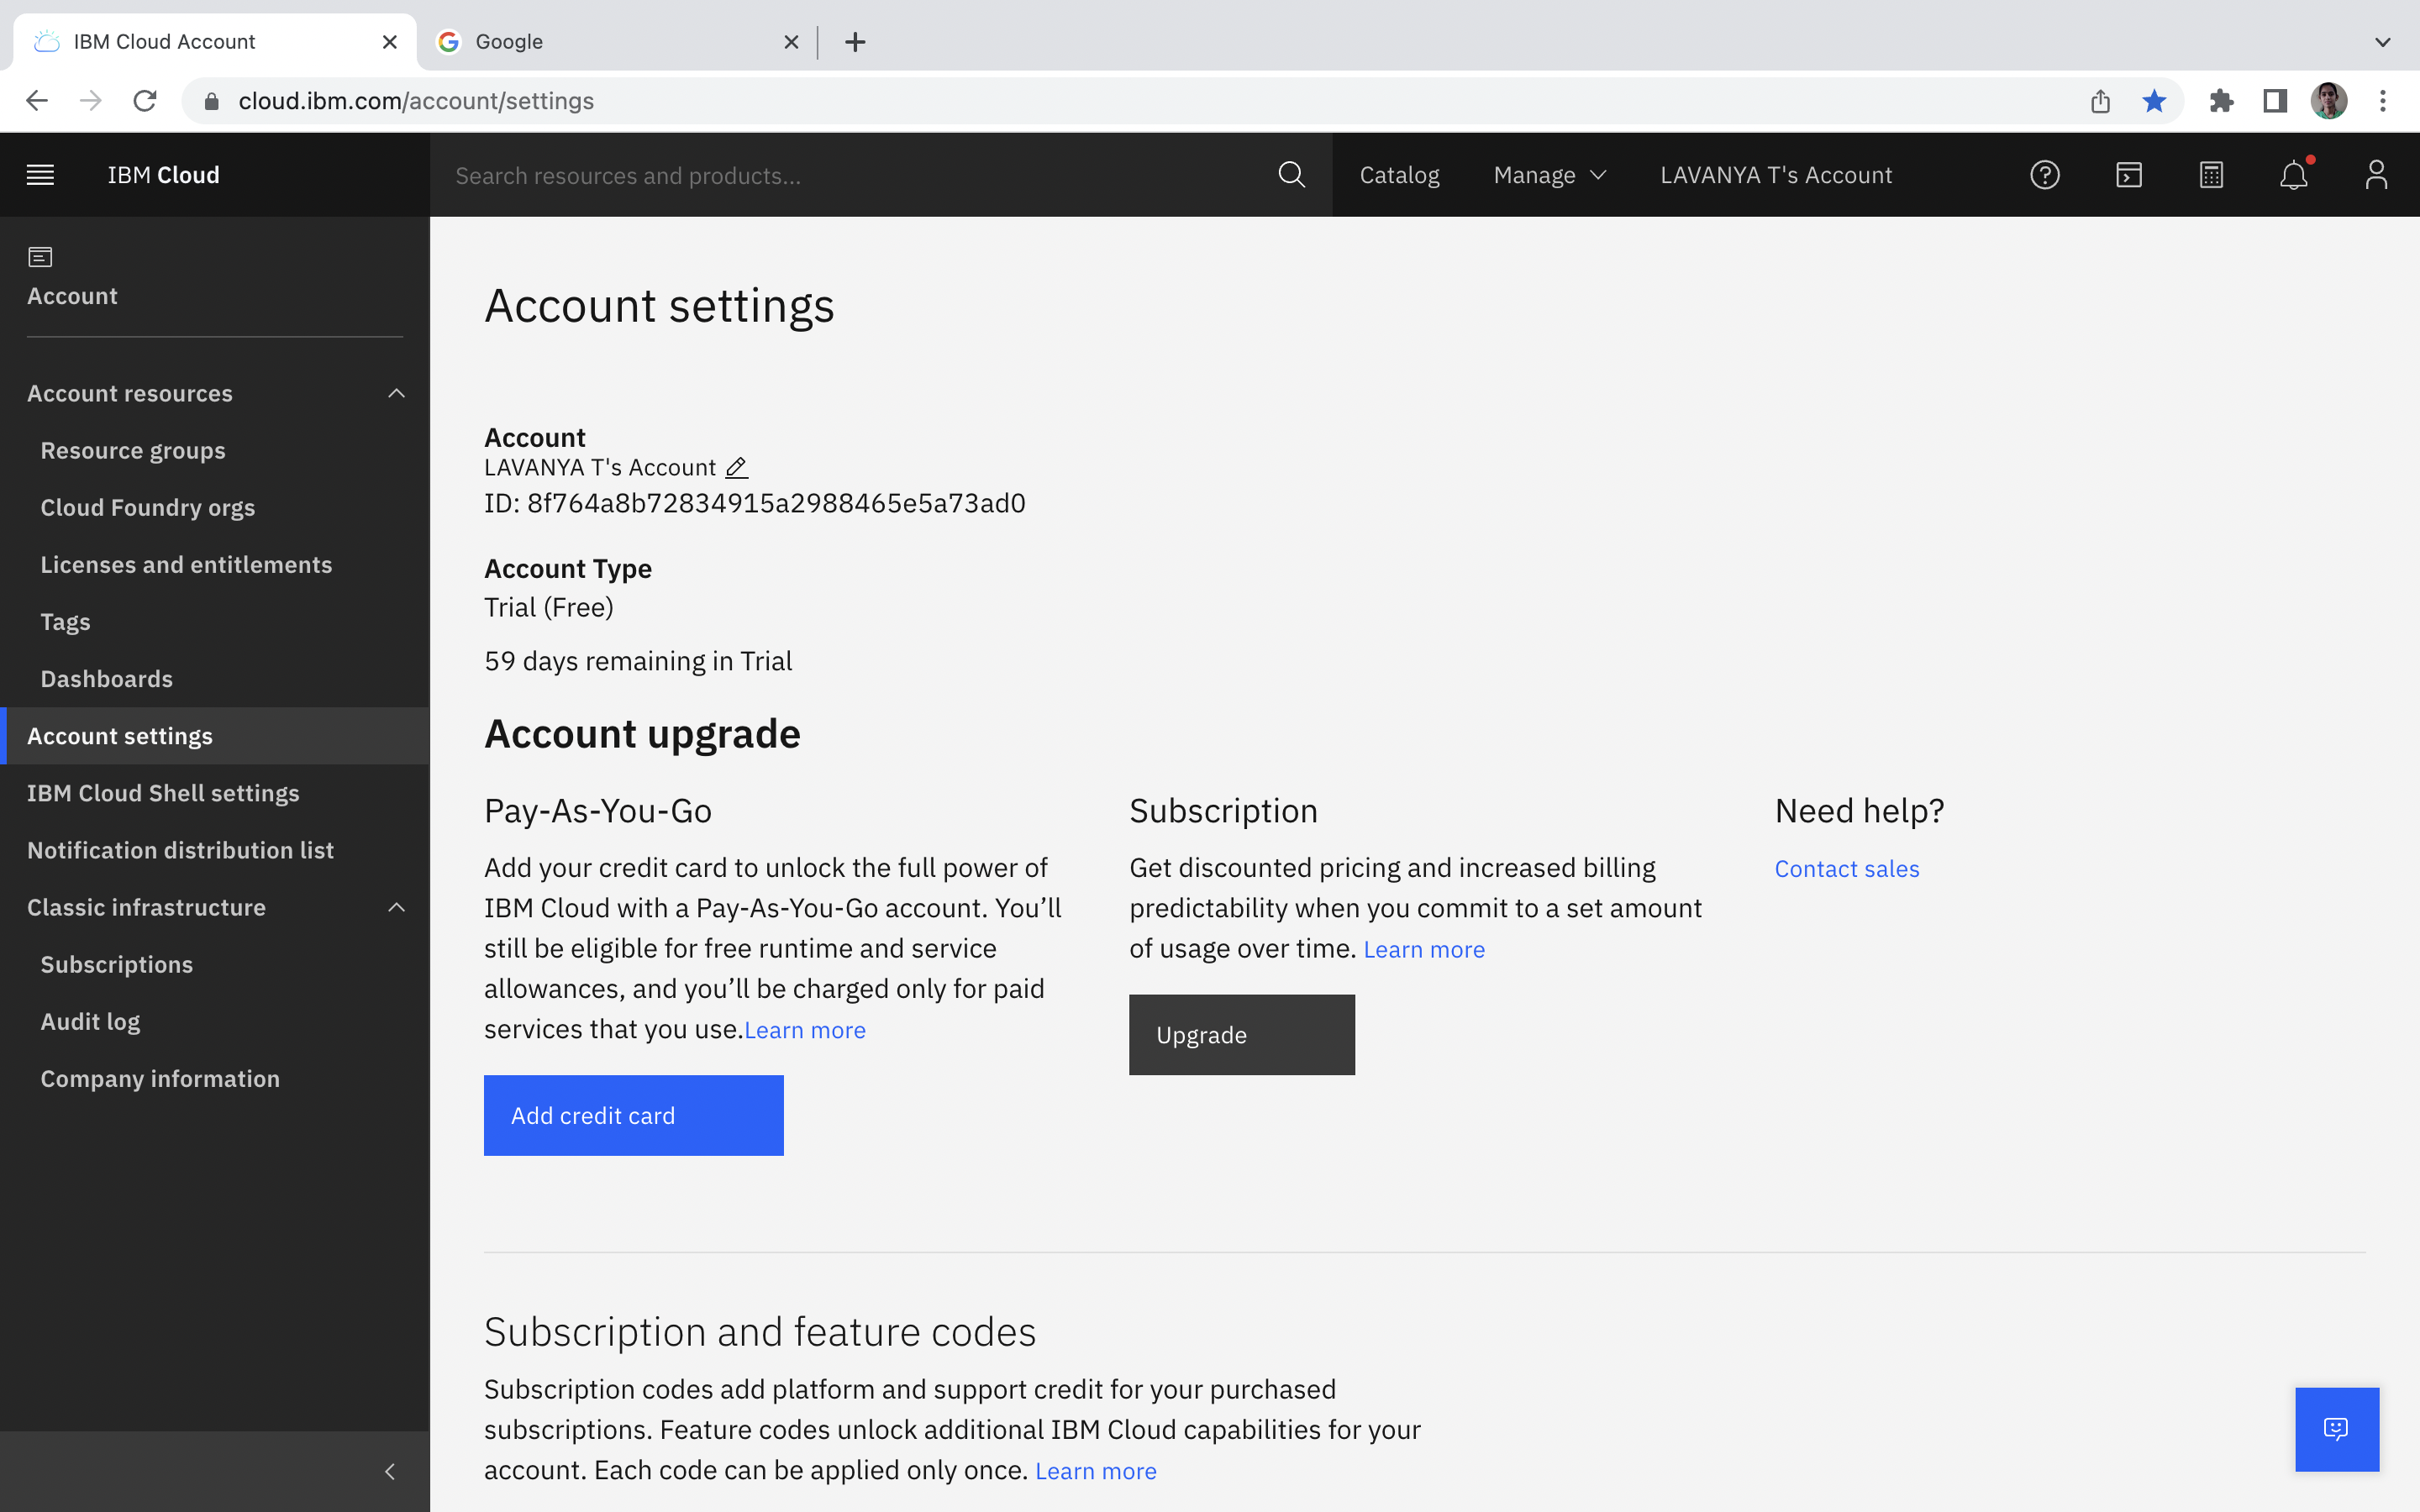 IBM Cloud Account
Google
cloud.ibm.com/account/settings
IBM Cloud
Search resources and products...
Catalog
Manage
LAVANYA T's Account
Account
Account resources
Resource groups
Cloud Foundry orgs
Licenses and entitlements
Tags
Dashboards
Account settings
IBM Cloud Shell settings
Notification distribution list
Classic infrastructure
Subscriptions
Audit log
Company information
Account settings
Account
LAVANYA T's Account
ID: 8f764a8b72834915a2988465e5a73ad0
Account Type
Trial (Free)
59 days remaining in Trial
Account upgrade
Pay-As-You-Go
Add your credit card to unlock the full power of
IBM Cloud with a Pay-As-You-Go account. You’ll
still be eligible for free runtime and service
allowances, and you’ll be charged only for paid
services that you use.Learn more
Add credit card
Subscription
Get discounted pricing and increased billing
predictability when you commit to a set amount
of usage over time. Learn more
Upgrade
Need help?
Contact sales
Subscription and feature codes
Subscription codes add platform and support credit for your purchased
subscriptions. Feature codes unlock additional IBM Cloud capabilities for your
account. Each code can be applied only once. Learn more